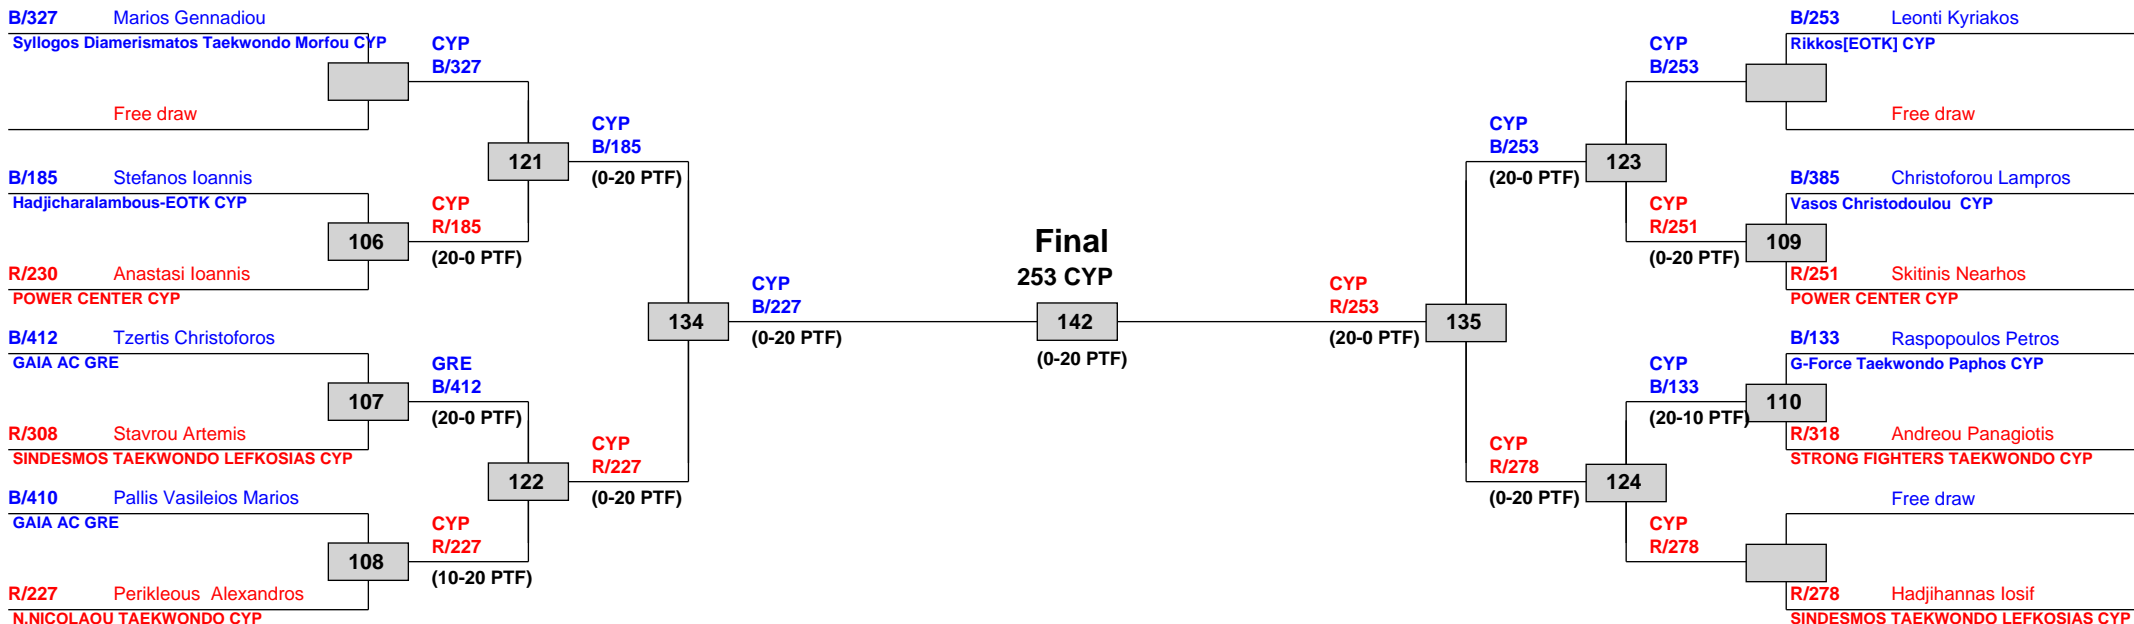 B/327 Marios Gennadiou
Syllogos Diamerismatos Taekwondo Morfou CYP
CYP
B/327
Free draw
121
CYP
B/185
(0-20 PTF)
B/185 Stefanos Ioannis
Hadjicharalambous-EOTK CYP
CYP
R/185
106
(20-0 PTF)
R/230 Anastasi Ioannis
POWER CENTER CYP
134
CYP
B/227
(0-20 PTF)
B/412 Tzertis Christoforos
GAIA AC GRE
GRE
B/412
107
(20-0 PTF)
R/308 Stavrou Artemis
SINDESMOS TAEKWONDO LEFKOSIAS CYP
122
CYP
R/227
(0-20 PTF)
B/410 Pallis Vasileios Marios
GAIA AC GRE
CYP
R/227
108
(10-20 PTF)
R/227 Perikleous Alexandros
N.NICOLAOU TAEKWONDO CYP
Final
253 CYP
142
(0-20 PTF)
CYP
R/253
(20-0 PTF)
135
CYP
B/253
(20-0 PTF)
123
CYP
B/253
B/253 Leonti Kyriakos
Rikkos[EOTK] CYP
Free draw
CYP
R/251
(0-20 PTF)
109
B/385 Christoforou Lampros
Vasos Christodoulou CYP
R/251 Skitinis Nearhos
POWER CENTER CYP
CYP
R/278
(0-20 PTF)
124
CYP
B/133
(20-10 PTF)
110
B/133 Raspopoulos Petros
G-Force Taekwondo Paphos CYP
R/318 Andreou Panagiotis
STRONG FIGHTERS TAEKWONDO CYP
CYP
R/278
Free draw
R/278 Hadjihannas Iosif
SINDESMOS TAEKWONDO LEFKOSIAS CYP